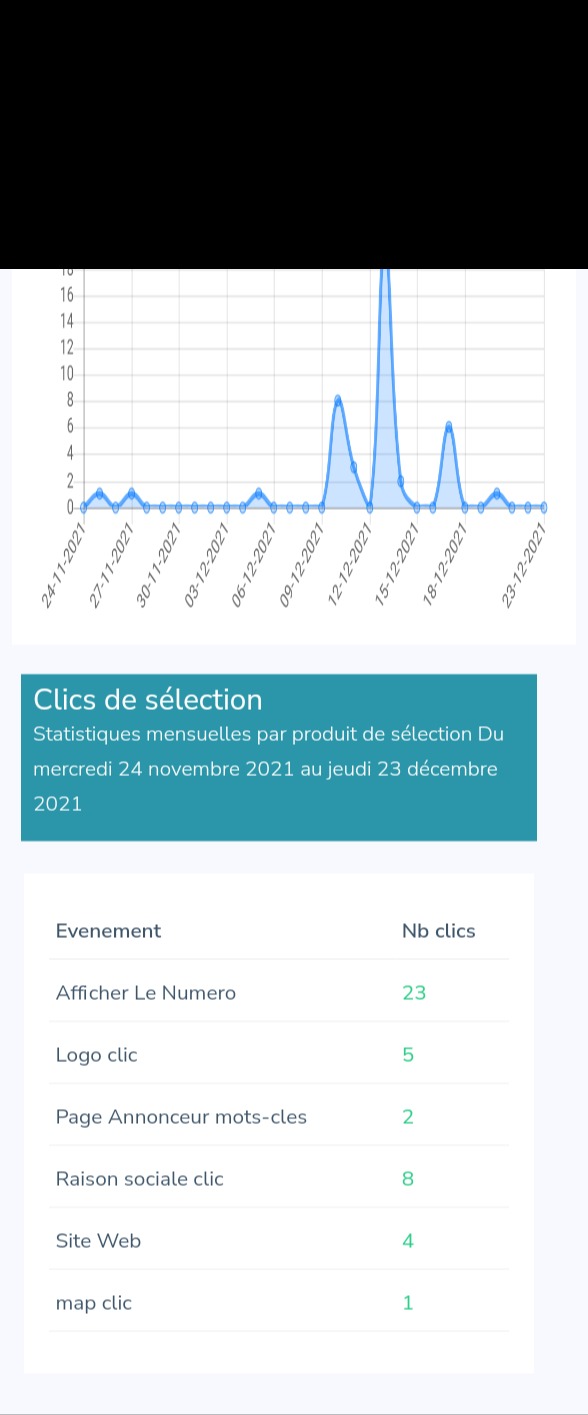 16
14
12
10
8
6
4
2
0
24-11-2021
27-11-2021
30-11-2021
03-12-2021
06-12-2021
09-12-2021
12-12-2021
15-12-2021
18-12-2021
23-12-2021
Clics de sélection
Statistiques mensuelles par produit de sélection Du
mercredi 24 novembre 2021 au jeudi 23 décembre
2021
Evenement Nb clics
Afficher Le Numero 23
Logo clic 5
Page Annonceur mots-cles 2
Raison sociale clic 8
Site Web 4
map clic 1